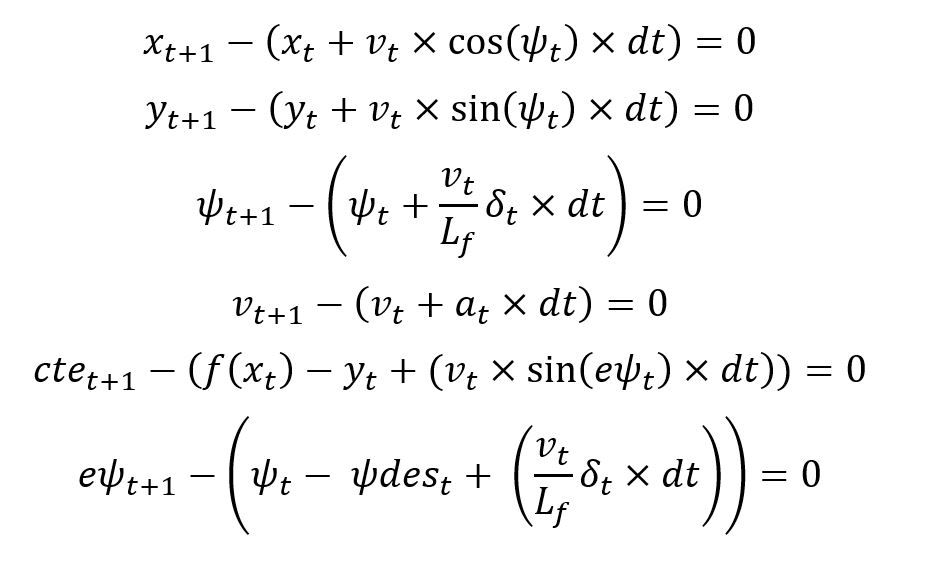 x_{t+1} − (x_t + v_t × cos(ψ_t) × dt) = 0
y_{t+1} − (y_t + v_t × sin(ψ_t) × dt) = 0
ψ_{t+1} − (ψ_t + \frac{v_t}{L_f} δ_t × dt) = 0
v_{t+1} − (v_t + a_t × dt) = 0
cte_{t+1} − (f(x_t) − y_t + (v_t × sin(eψ_t) × dt)) = 0
eψ_{t+1} − (ψ_t − ψdes_t + (\frac{v_t}{L_f} δ_t × dt)) = 0